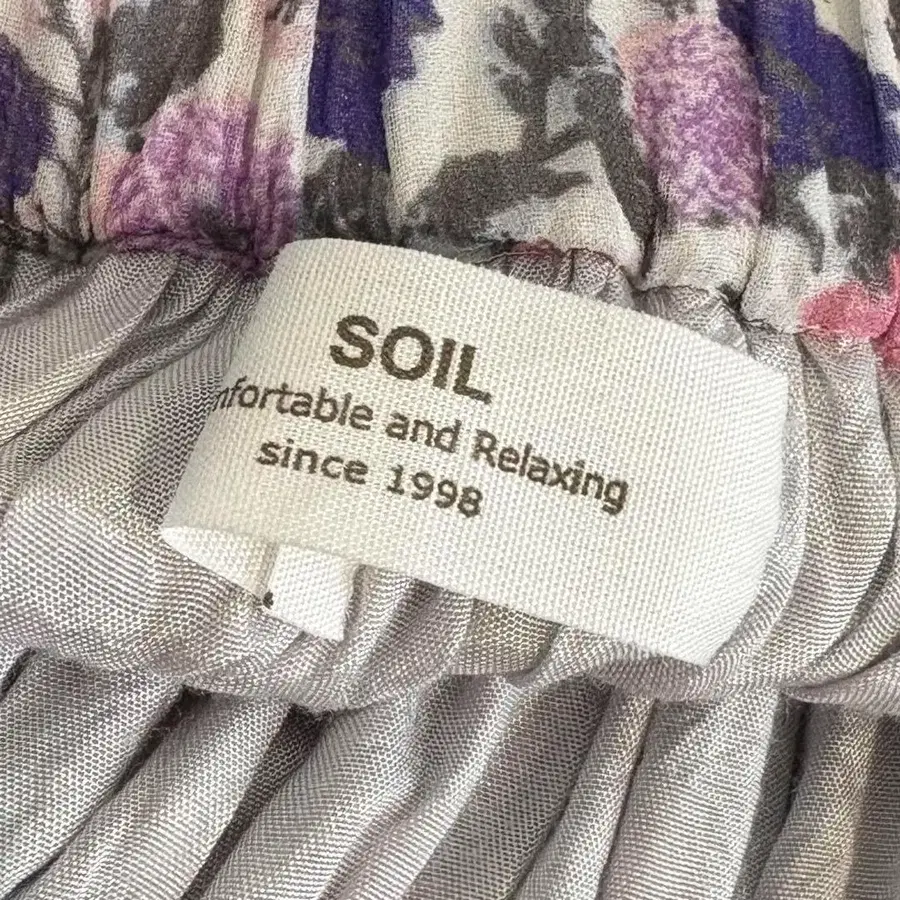 SOIL
nfortable and Relaxing
since 1998